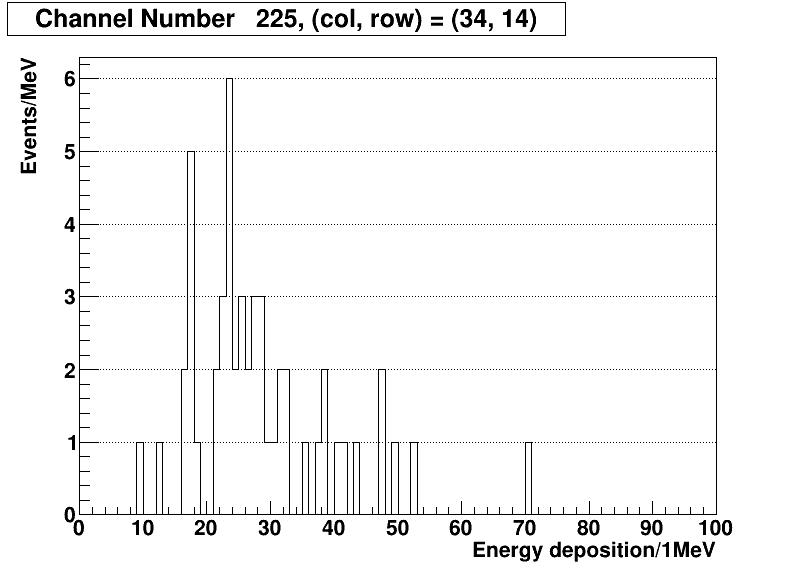 Channel Number 225, (col, row) = (34, 14)
Events/MeV
6
5
4
3
2
1
0
0 10 20 30 40 50 60 70 80 90 100
Energy deposition/1MeV